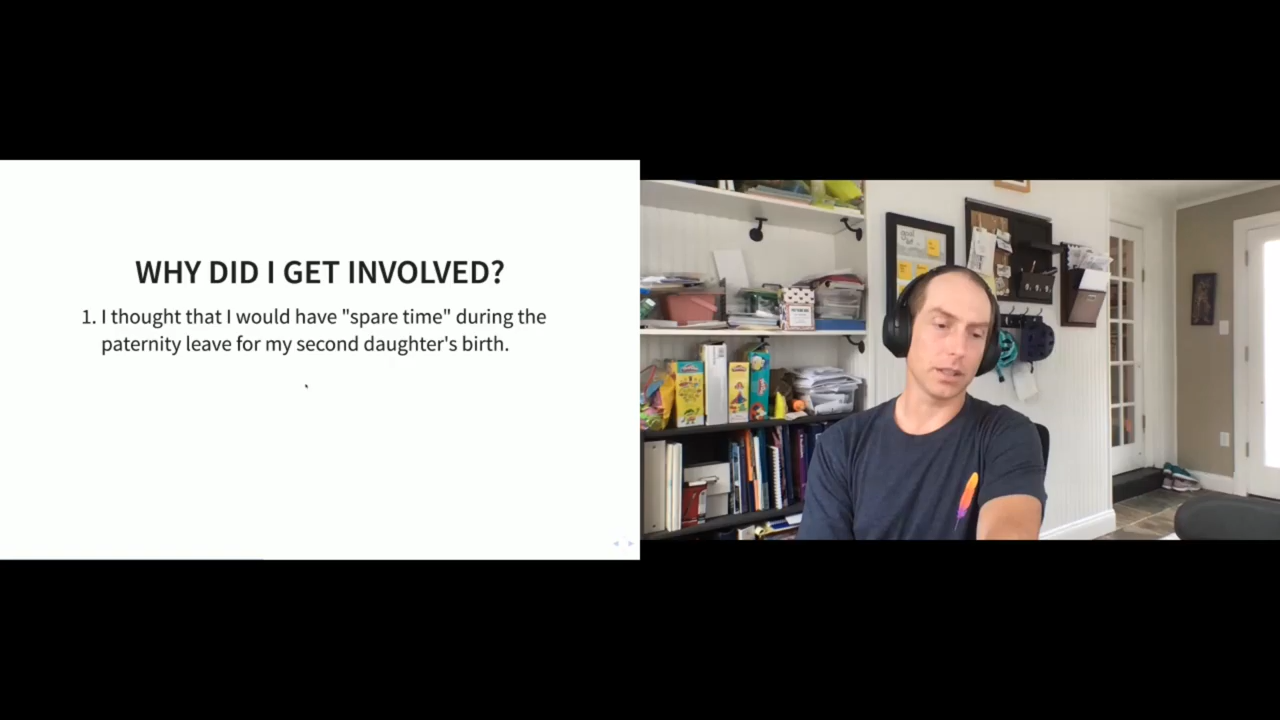 WHY DID I GET INVOLVED?
1. I thought that I would have "spare time" during the
paternity leave for my second daughter's birth.